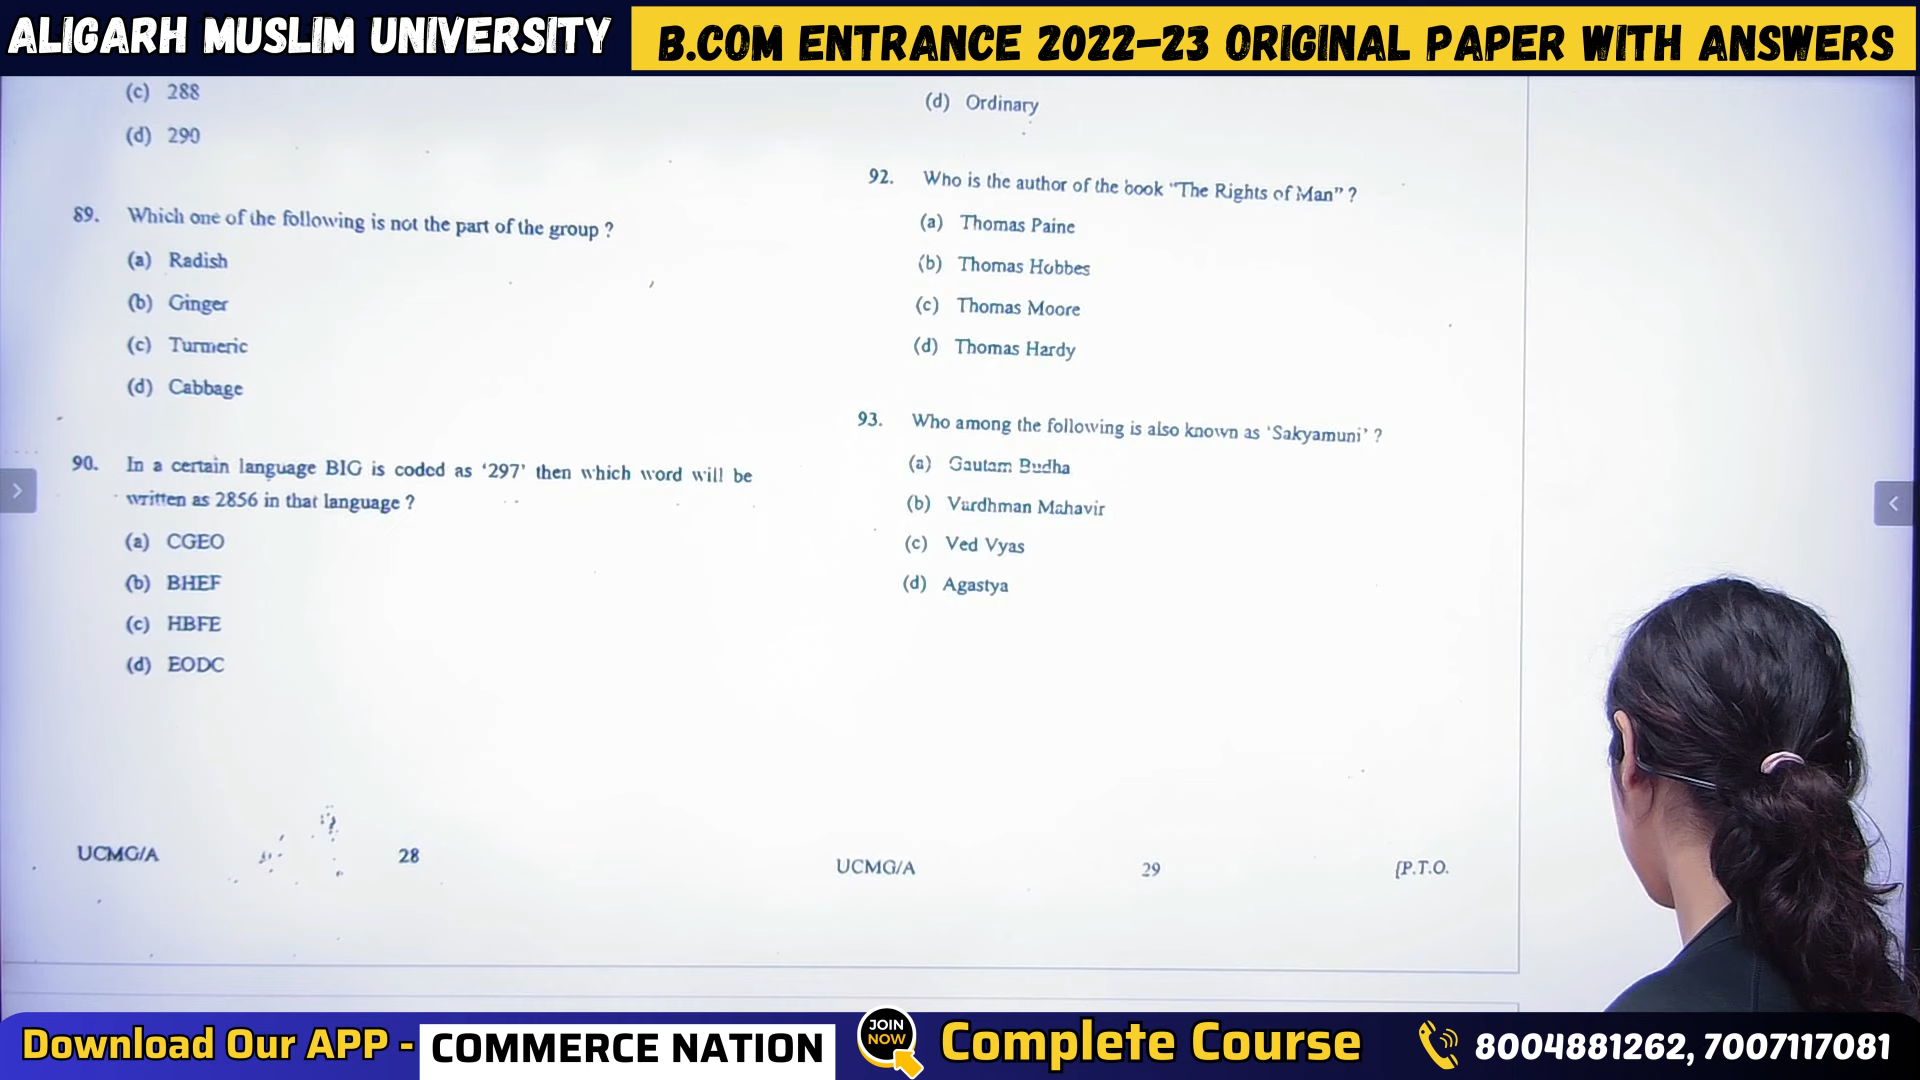 ALIGARH MUSLIM UNIVERSITY
B.COM ENTRANCE 2022-23 ORIGINAL PAPER WITH ANSWERS
(c) 288
(d) 290
89. Which one of the following is not the part of the group ?
(a) Radish
(b) Ginger
(c) Turmeric
(d) Cabbage
90. In a certain language BIG is coded as ‘297’ then which word will be
written as 2856 in that language ?
(a) CGEO
(b) BHEF
(c) HBFE
(d) EODC
UCMG/A 28
(d) Ordinary
92. Who is the author of the book “The Rights of Man” ?
(a) Thomas Paine
(b) Thomas Hobbes
(c) Thomas Moore
(d) Thomas Hardy
93. Who among the following is also known as ‘Sakyamuni’ ?
(a) Gautam Budha
(b) Vardhman Mahavir
(c) Ved Vyas
(d) Agastya
UCMG/A 29 [P.T.O.
Download Our APP - COMMERCE NATION
JOIN
NOW
Complete Course
8004881262, 7007117081